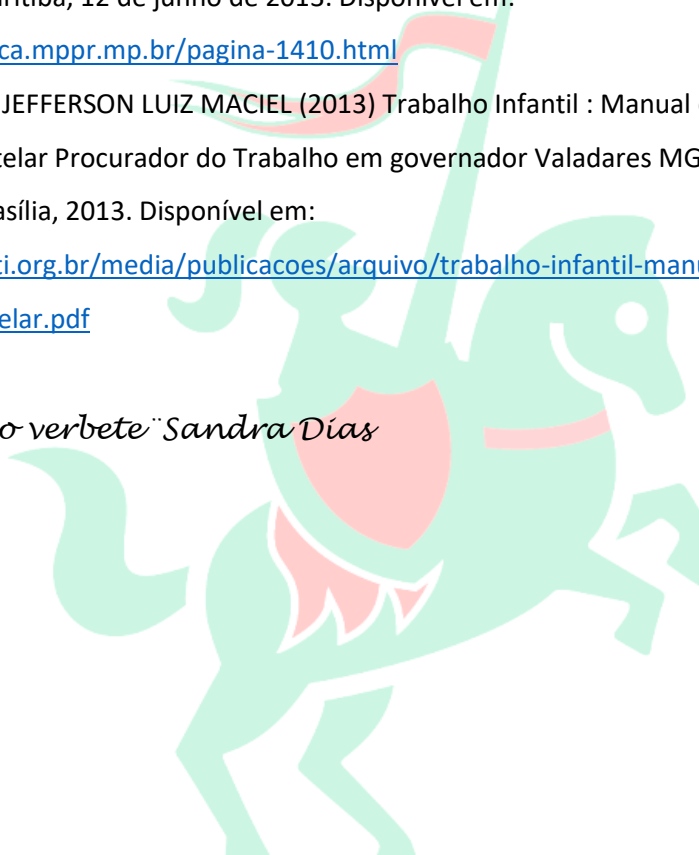 uritiba, 12 de junho de 2013. Disponível em:
ca.mppr.mp.br/pagina-1410.html
JEFFERSON LUIZ MACIEL (2013) Trabalho Infantil : Manual
telar Procurador do Trabalho em governador Valadares MG
asília, 2013. Disponível em:
ti.org.br/media/publicacoes/arquivo/trabalho-infantil-manu
elar.pdf
o verbete¨Sandra Dias